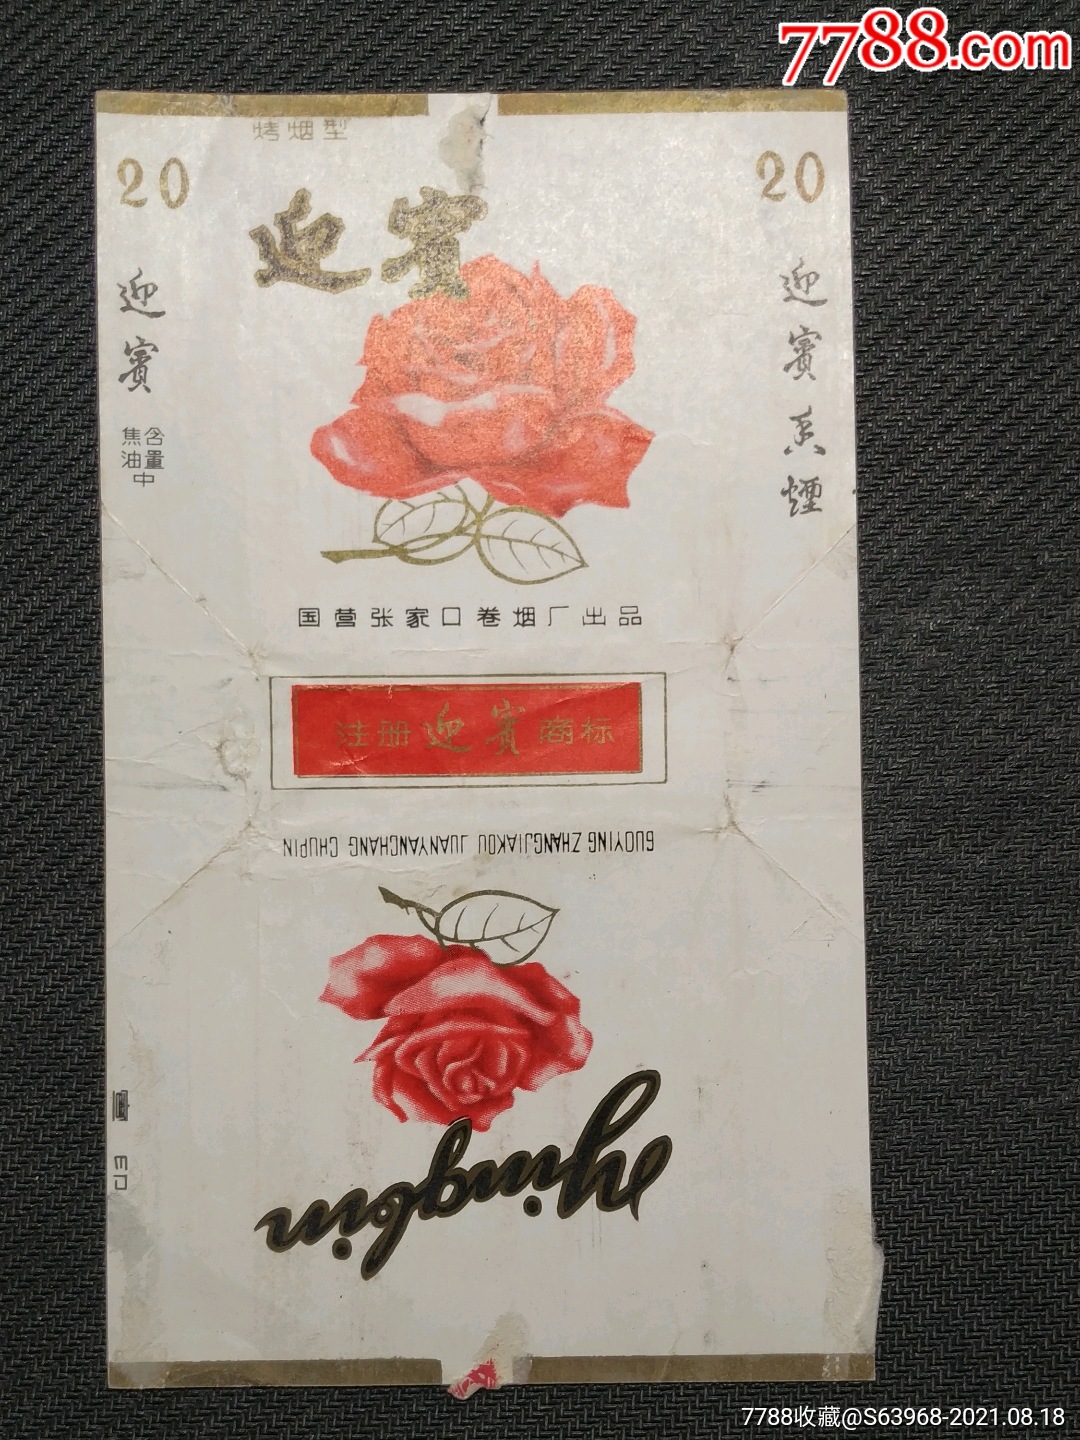 7788.com
烤烟型
20
20
迎賓
迎賓
焦油
含量
中
迎賓香煙
国营张家口卷烟厂出品
注册 迎賓 商标
GUOYING ZHANGJIAKOU JUANYANCHANG CHUPIN
Yingbin
7788收藏@S63968-2021.08.18